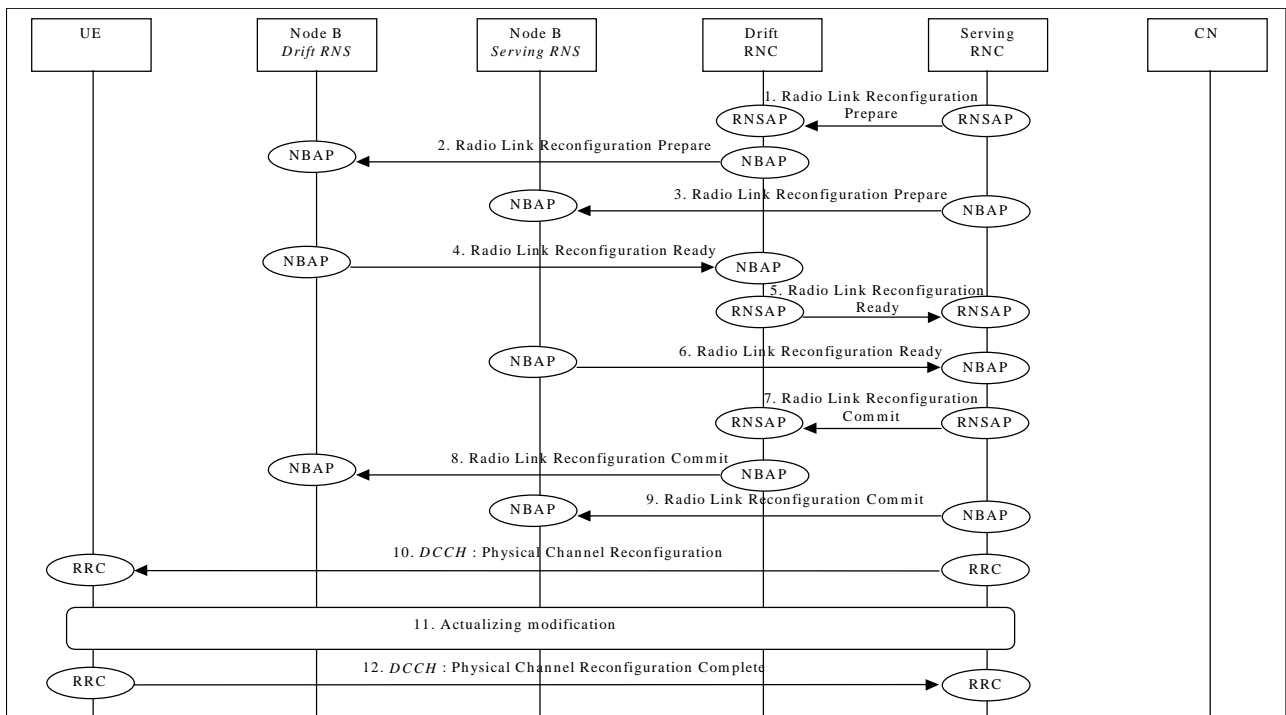 UE
Node B
Drift RNS
Node B
Serving RNS
Drift
RNC
Serving
RNC
CN
1. Radio Link Reconfiguration
Prepare
RNSAP
RNSAP
2. Radio Link Reconfiguration Prepare
NBAP
NBAP
3. Radio Link Reconfiguration Prepare
NBAP
NBAP
4. Radio Link Reconfiguration Ready
NBAP
NBAP
5. Radio Link Reconfiguration
Ready
RNSAP
RNSAP
6. Radio Link Reconfiguration Ready
NBAP
NBAP
7. Radio Link Reconfiguration
Commit
RNSAP
RNSAP
8. Radio Link Reconfiguration Commit
NBAP
NBAP
9. Radio Link Reconfiguration Commit
NBAP
NBAP
10. DCCH : Physical Channel Reconfiguration
RRC
RRC
11. Actualizing modification
12. DCCH : Physical Channel Reconfiguration Complete
RRC
RRC